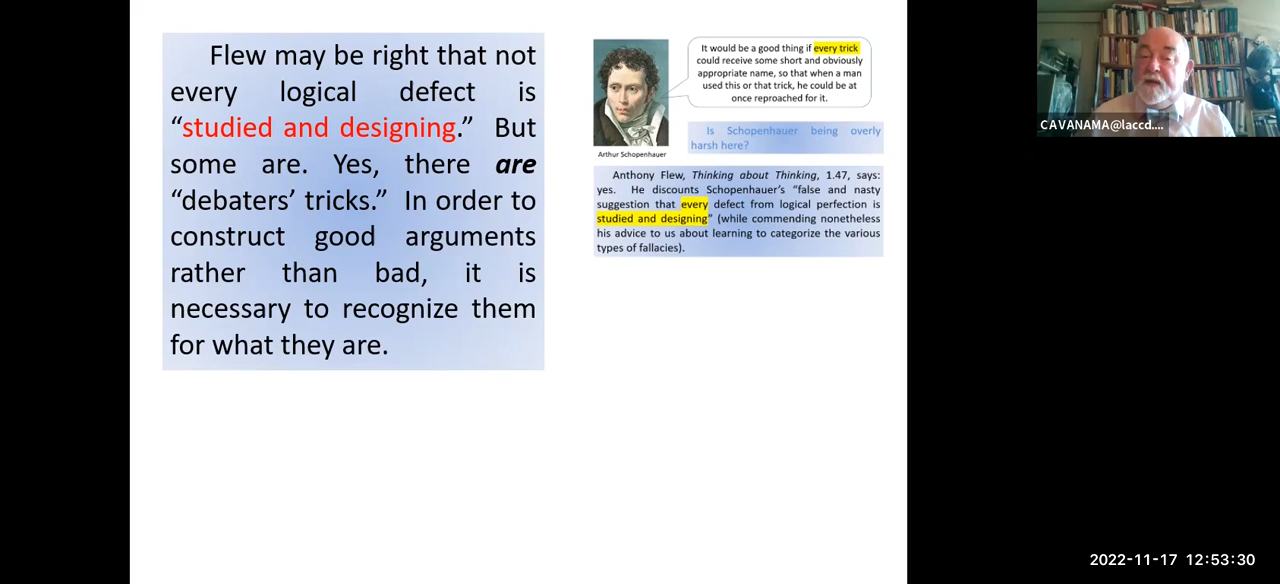 Flew may be right that not
every logical defect is
“studied and designing.” But
some are. Yes, there are
“debaters’ tricks.” In order to
construct good arguments
rather than bad, it is
necessary to recognize them
for what they are.
It would be a good thing if every trick
could receive some short and obviously
appropriate name, so that when a man
used this or that trick, he could be at
once reproached for it.
Arthur Schopenhauer
Is Schopenhauer being overly
harsh here?
Anthony Flew, Thinking about Thinking, 1.47, says:
yes. He discounts Schopenhauer’s “false and nasty
suggestion that every defect from logical perfection is
studied and designing” (while commending nonetheless
his advice to us about learning to categorize the various
types of fallacies).
CAVANAMA@laccd....
2022-11-17 12:53:30